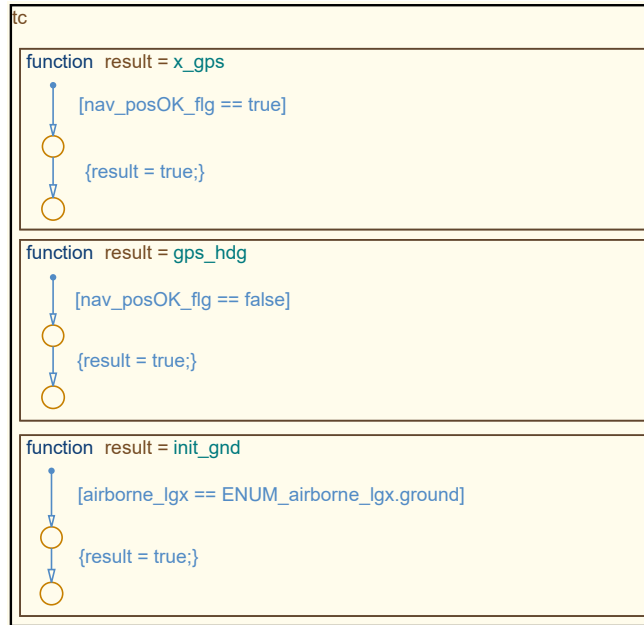 tc
function result = x_gps
[nav_posOK_flg == true]
{result = true;}
function result = gps_hdg
[nav_posOK_flg == false]
{result = true;}
function result = init_gnd
[airborne_lgx == ENUM_airborne_lgx.ground]
{result = true;}